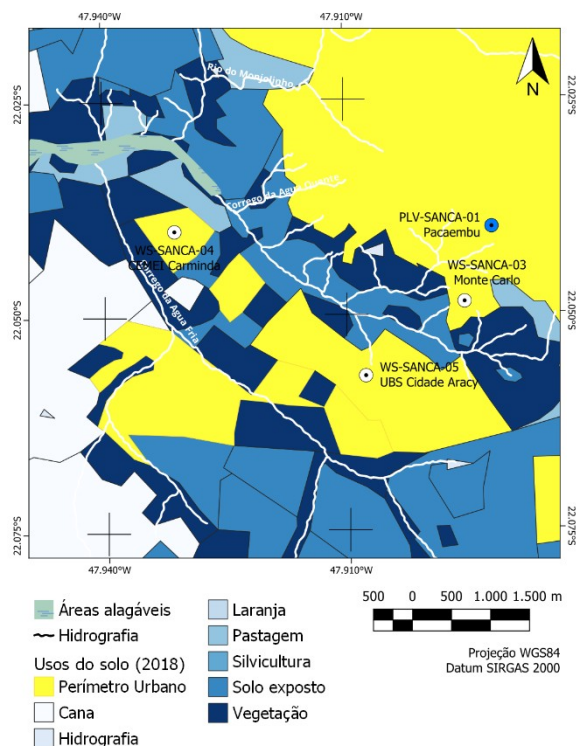 47.940°W
47.910°W
22.025°S
22.025°S
Rio do Monjolinho
N
Corrego da Agua Quente
PLV-SANCA-01
Pacaembu
WS-SANCA-04
CEMEI Carminda
WS-SANCA-03
Monte Carlo
Corrego da Agua Fria
22.050°S
22.050°S
WS-SANCA-05
UBS Cidade Aracy
22.075°S
22.075°S
47.940°W
47.910°W
Áreas alagáveis
Hidrografia
Usos do solo (2018)
Perímetro Urbano
Cana
Hidrografia
Laranja
Pastagem
Silvicultura
Solo exposto
Vegetação
500 0 500 1.000 1.500 m
Projeção WGS84
Datum SIRGAS 2000